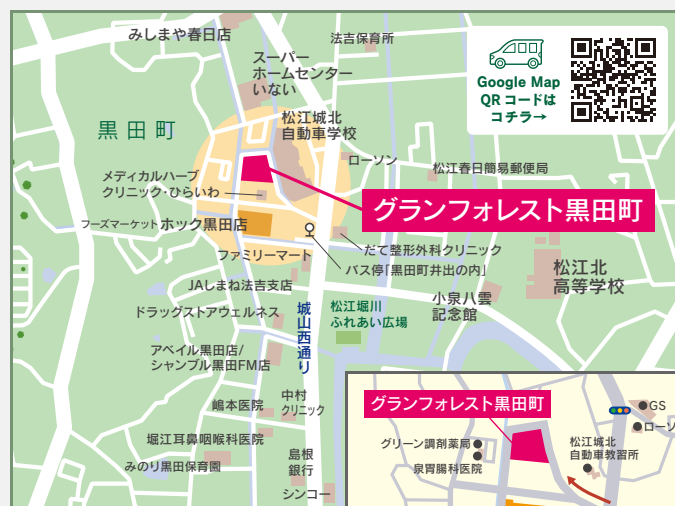 みしまや春日店
法吉保育所
スーパー
ホームセンター
いない
Google Map
QRコードは
コチラ→
黒田町
松江城北
自動車学校
ローソン
松江春日簡易郵便局
メディカルハーブ
クリニック・ひらいわ
グランフォレスト黒田町
フーズマーケットホック黒田店
だて整形外科クリニック
ファミリーマート
バス停「黒田町井出の内」
松江北
高等学校
JAしまね法吉支店
ドラッグストアウェルネス
城山西通り
松江堀川
ふれあい広場
小泉八雲
記念館
アベイル黒田店/
シャンブル黒田FM店
嶋本医院
中村
クリニック
堀江耳鼻咽喉科医院
みのり黒田保育園
島根
銀行
シンコー
グランフォレスト黒田町
GS
ローソ
グリーン調剤薬局
泉胃腸科医院
松江城北
自動車教習所